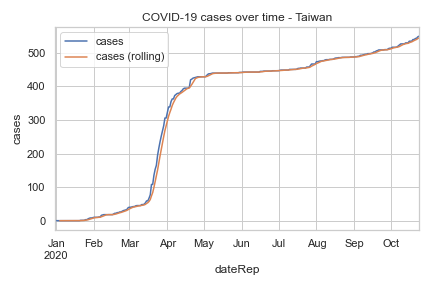 COVID-19 cases over time - Taiwan
cases
cases (rolling)
500
400
300
200
100
0
cases
Jan Feb Mar Apr May Jun Jul Aug Sep Oct
2020
dateRep